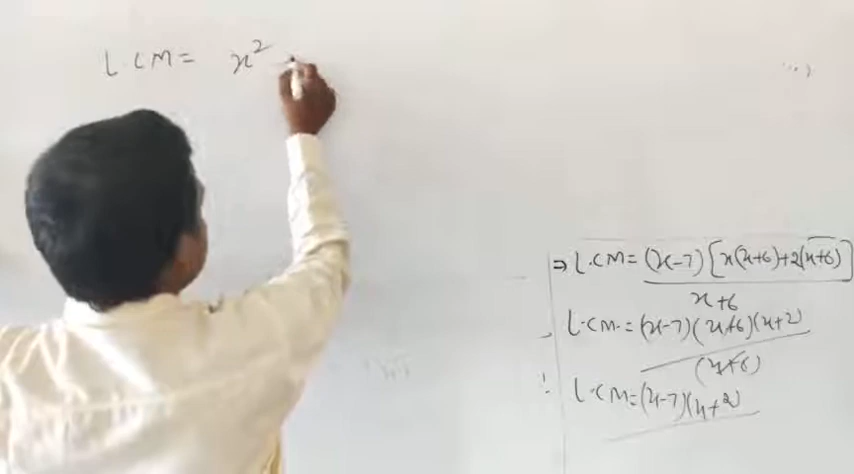 L.CM= x²
⇒ L.CM= (x-7)[x(x+6)+2(x+6)]
x+6
L.CM.=(x-7)(x+6)(x+2)
(x+6)
∴ L.CM=(x-7)(x+2)